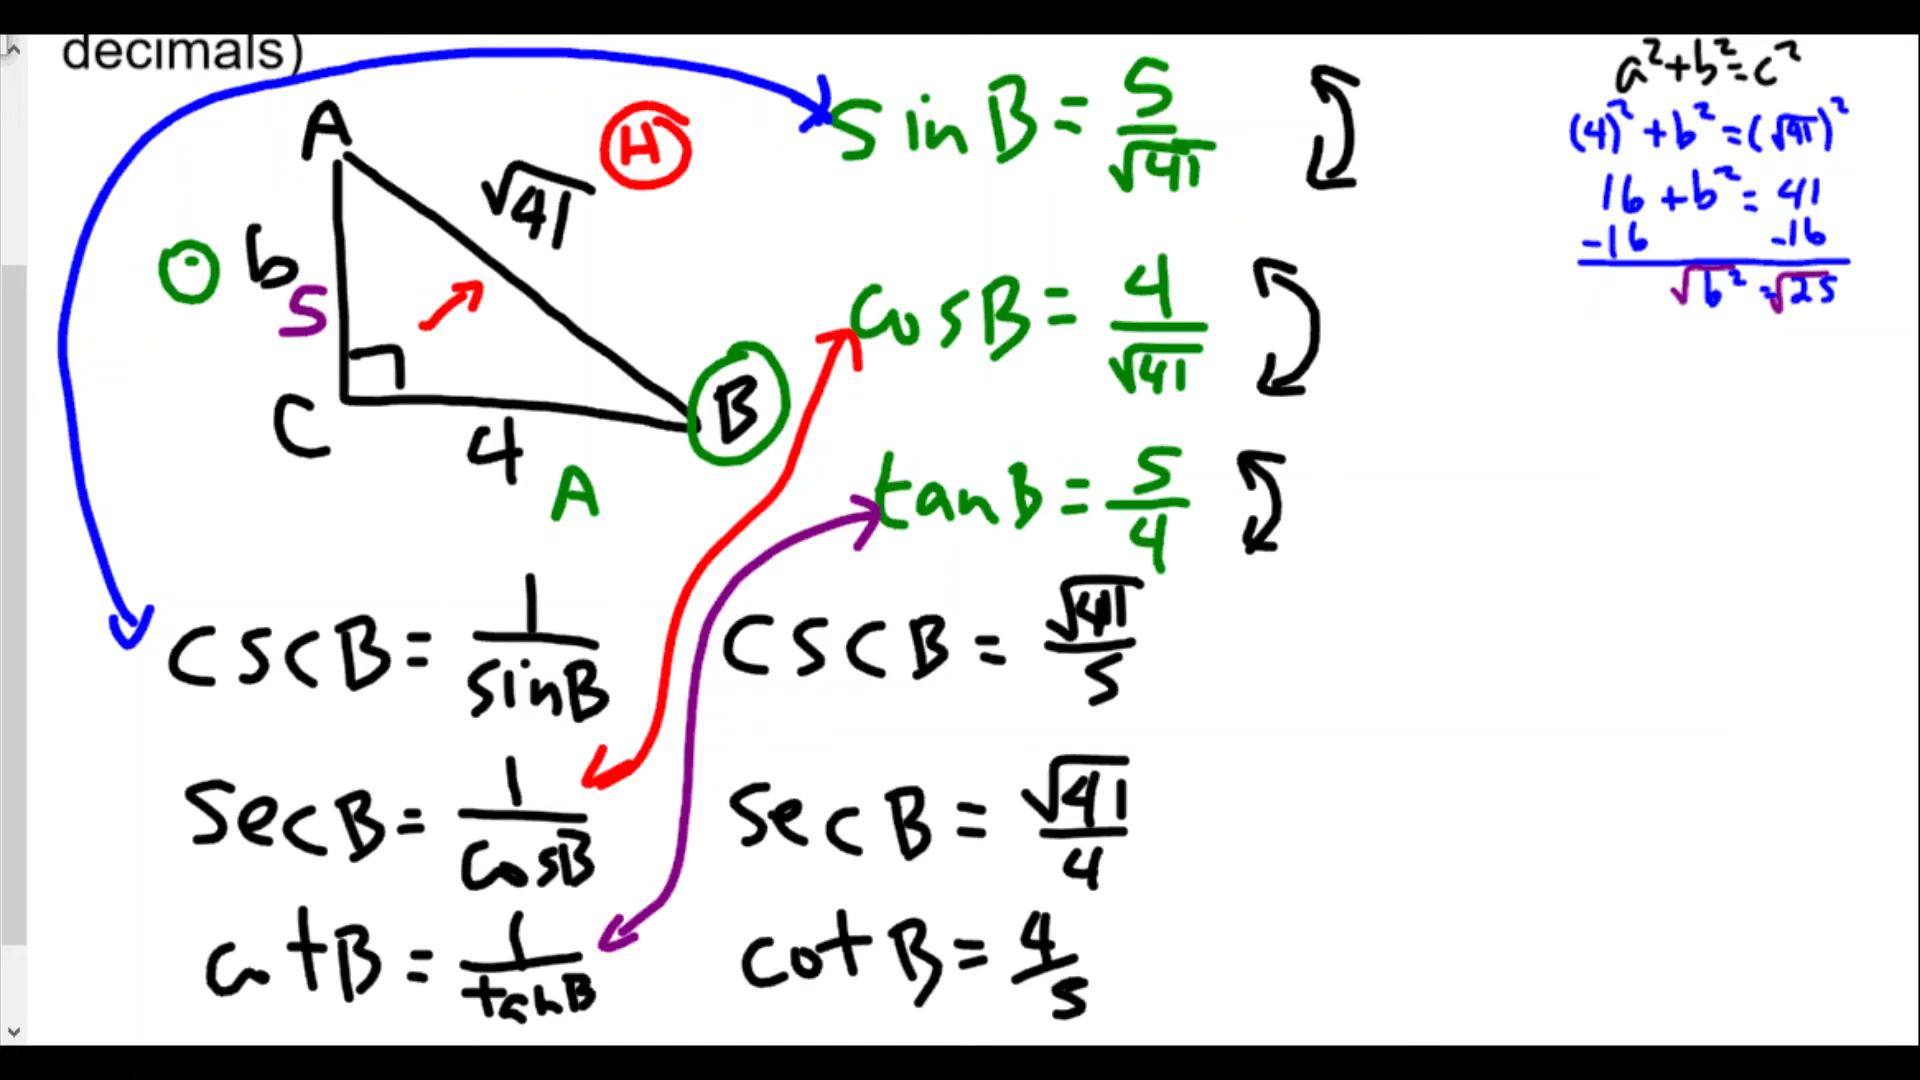 decimals)
A
b
5
C
4
B
√41
H
O
A
sin B = 5/√41
cos B = 4/√41
tan B = 5/4
a² + b² = c²
(4)² + b² = (√41)²
16 + b² = 41
-16 -16
√b² = √25
csc B = 1/sin B
csc B = √41/5
sec B = 1/cos B
sec B = √41/4
cot B = 1/tan B
cot B = 4/5